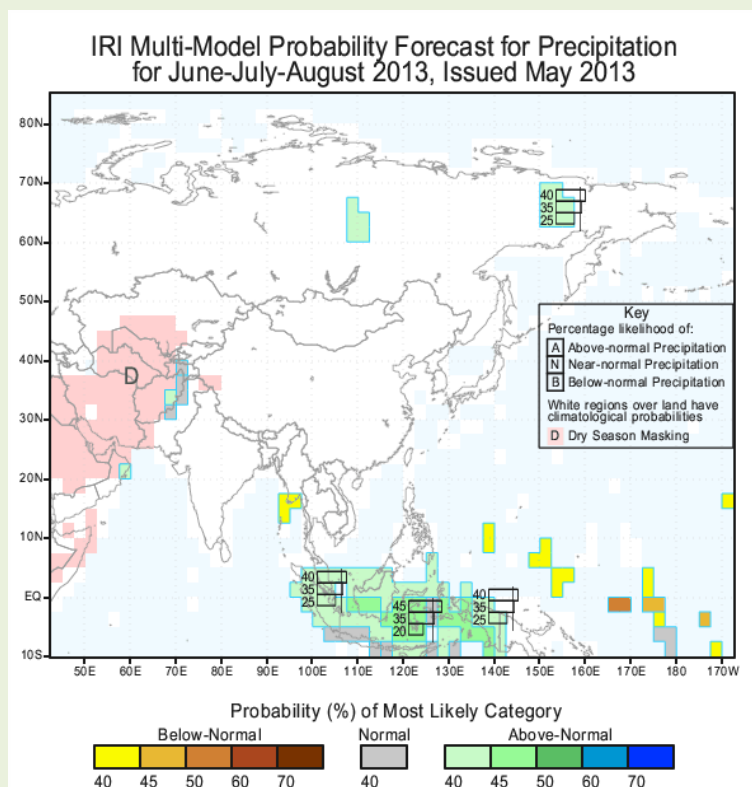 IRI Multi-Model Probability Forecast for Precipitation
for June-July-August 2013, Issued May 2013
80N
70N
60N
50N
40N
30N
20N
10N
EQ
10S
50E
60E
70E
80E
90E
100E
110E
120E
130E
140E
150E
160E
170E
180
170W
40
35
25
D
40
35
25
45
35
20
40
35
25
Key
Percentage likelihood of:
A Above-normal Precipitation
N Near-normal Precipitation
B Below-normal Precipitation
White regions over land have
climatological probabilities
D Dry Season Masking
Probability (%) of Most Likely Category
Below-Normal Normal Above-Normal
40 45 50 60 70 40 40 45 50 60 70